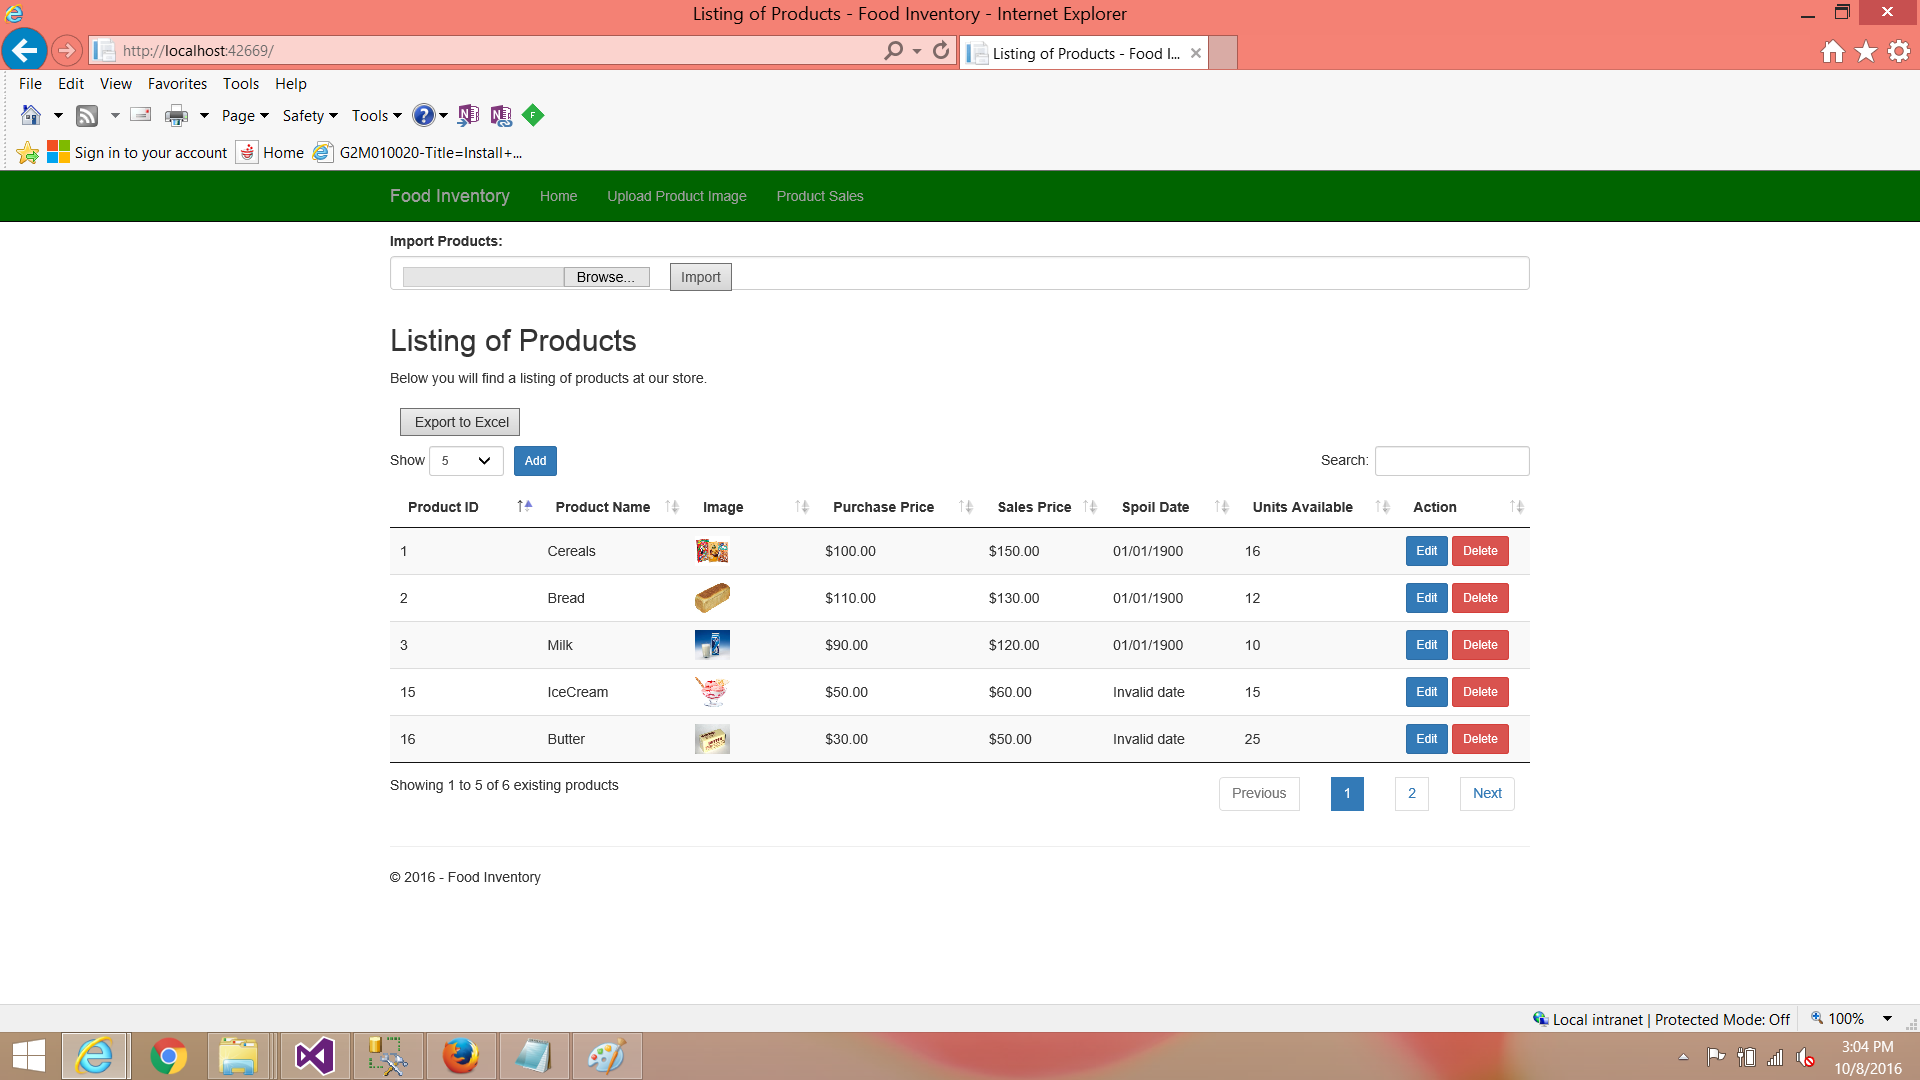 Listing of Products - Food Inventory - Internet Explorer
http://localhost:42669/
Listing of Products - Food I...
File Edit View Favorites Tools Help
Page Safety Tools
Sign in to your account Home G2M010020-Title=Install+...
Food Inventory Home Upload Product Image Product Sales
Import Products:
Browse... Import
Listing of Products
Below you will find a listing of products at our store.
Export to Excel
Show 5 Add Search:
Product ID Product Name Image Purchase Price Sales Price Spoil Date Units Available Action
1 Cereals $100.00 $150.00 01/01/1900 16 Edit Delete
2 Bread $110.00 $130.00 01/01/1900 12 Edit Delete
3 Milk $90.00 $120.00 01/01/1900 10 Edit Delete
15 IceCream $50.00 $60.00 Invalid date 15 Edit Delete
16 Butter $30.00 $50.00 Invalid date 25 Edit Delete
Showing 1 to 5 of 6 existing products Previous 1 2 Next
© 2016 - Food Inventory
Local intranet | Protected Mode: Off 100%
3:04 PM
10/8/2016